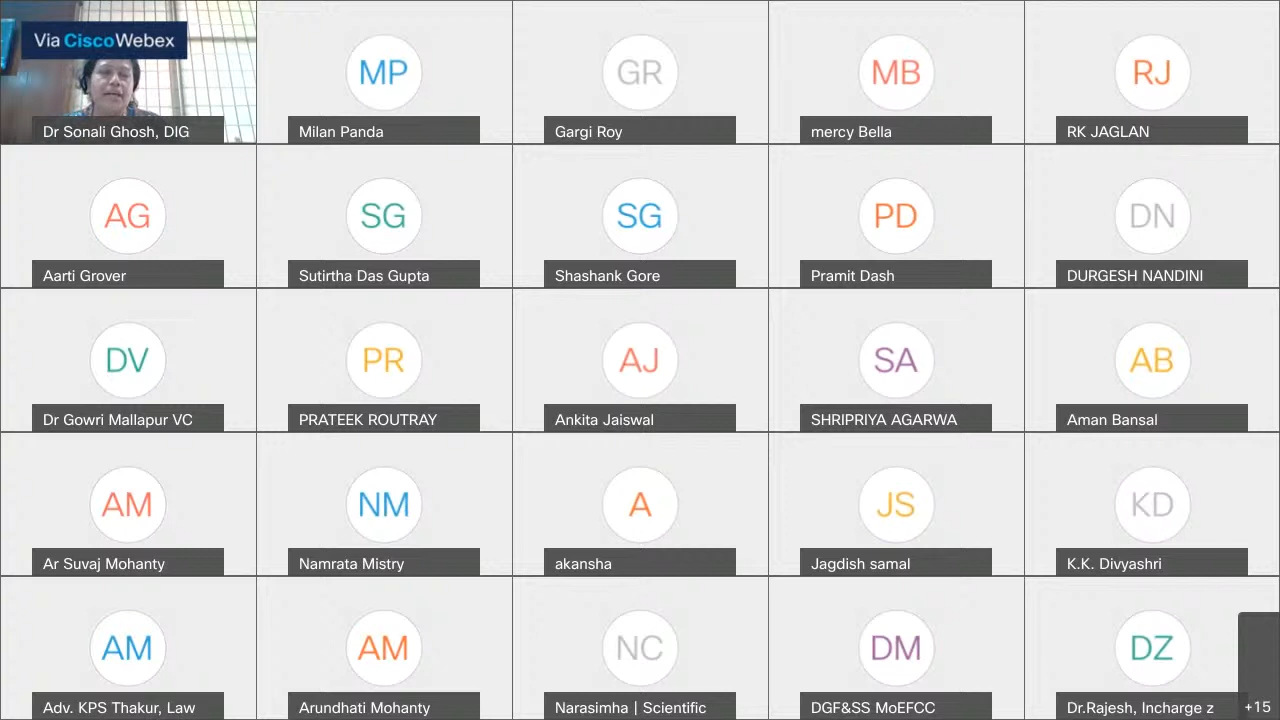 Via Cisco Webex
Dr Sonali Ghosh, DIG
MP
Milan Panda
GR
Gargi Roy
MB
mercy Bella
RJ
RK JAGLAN
AG
Aarti Grover
SG
Sutirtha Das Gupta
SG
Shashank Gore
PD
Pramit Dash
DN
DURGESH NANDINI
DV
Dr Gowri Mallapur VC
PR
PRATEEK ROUTRAY
AJ
Ankita Jaiswal
SA
SHRIPRIYA AGARWA
AB
Aman Bansal
AM
Ar Suvaj Mohanty
NM
Namrata Mistry
A
akansha
JS
Jagdish samal
KD
K.K. Divyashri
AM
Adv. KPS Thakur, Law
AM
Arundhati Mohanty
NC
Narasimha | Scientific
DM
DGF&SS MoEFCC
DZ
Dr.Rajesh, Incharge z
+15